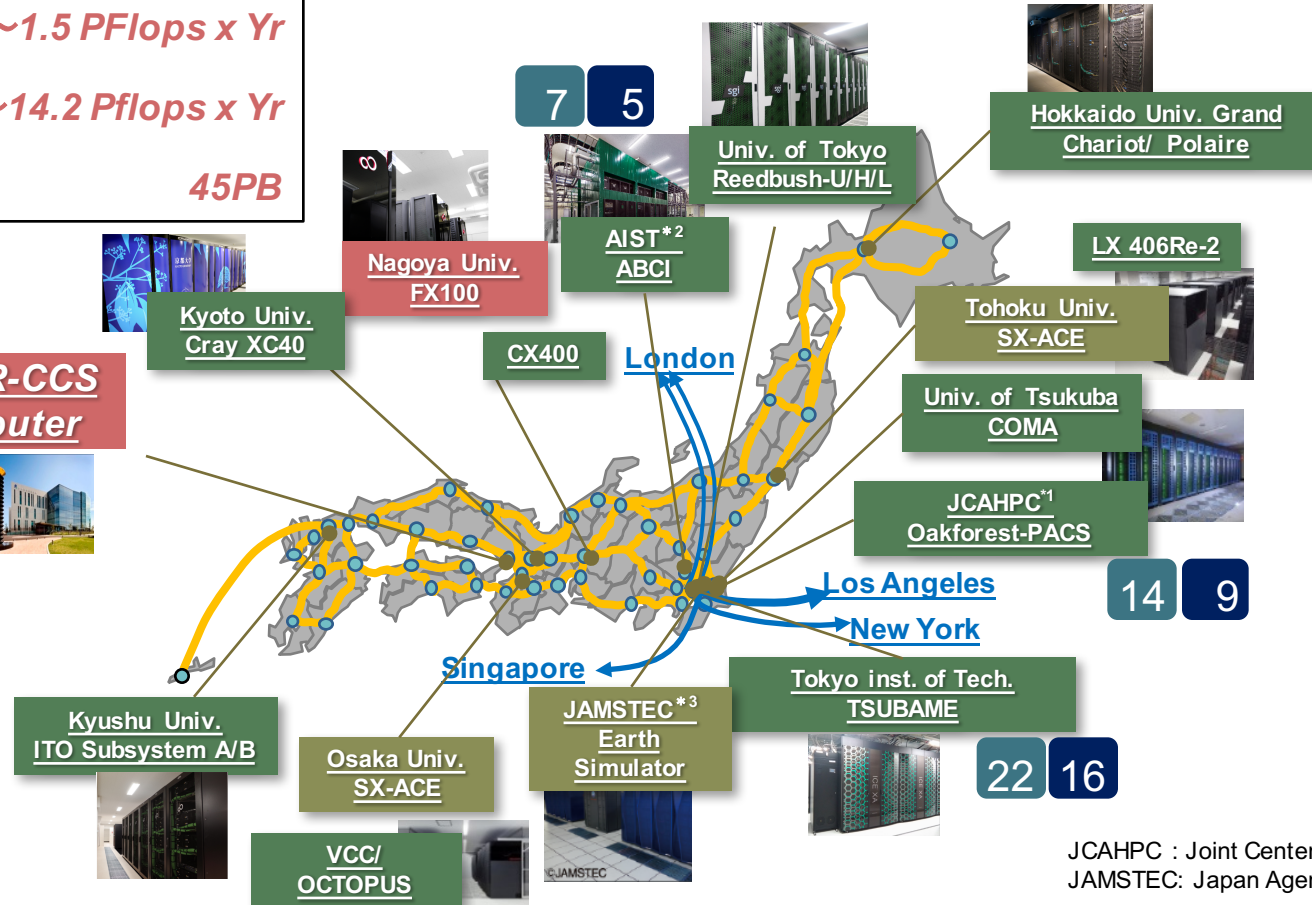 ~1.5 PFlops x Yr
14.2 Pflops x Yr
45PB
7 5
sgi
sgi
Hokkaido Univ. Grand
Chariot/ Polaire
Univ. of Tokyo
Reedbush-U/H/L
AIST*2
ABCI
Nagoya Univ.
FX100
LX 406Re-2
Kyoto Univ.
Cray XC40
Tohoku Univ.
SX-ACE
CX400
London
R-CCS
puter
Univ. of Tsukuba
COMA
JCAHPC*1
Oakforest-PACS
14 9
Los Angeles
New York
Singapore
Tokyo inst. of Tech.
TSUBAME
Kyushu Univ.
ITO Subsystem A/B
JAMSTEC*3
Earth
Simulator
Osaka Univ.
SX-ACE
22 16
ICE XA
VCC/
OCTOPUS
©JAMSTEC
JCAHPC : Joint Center
JAMSTEC: Japan Agen